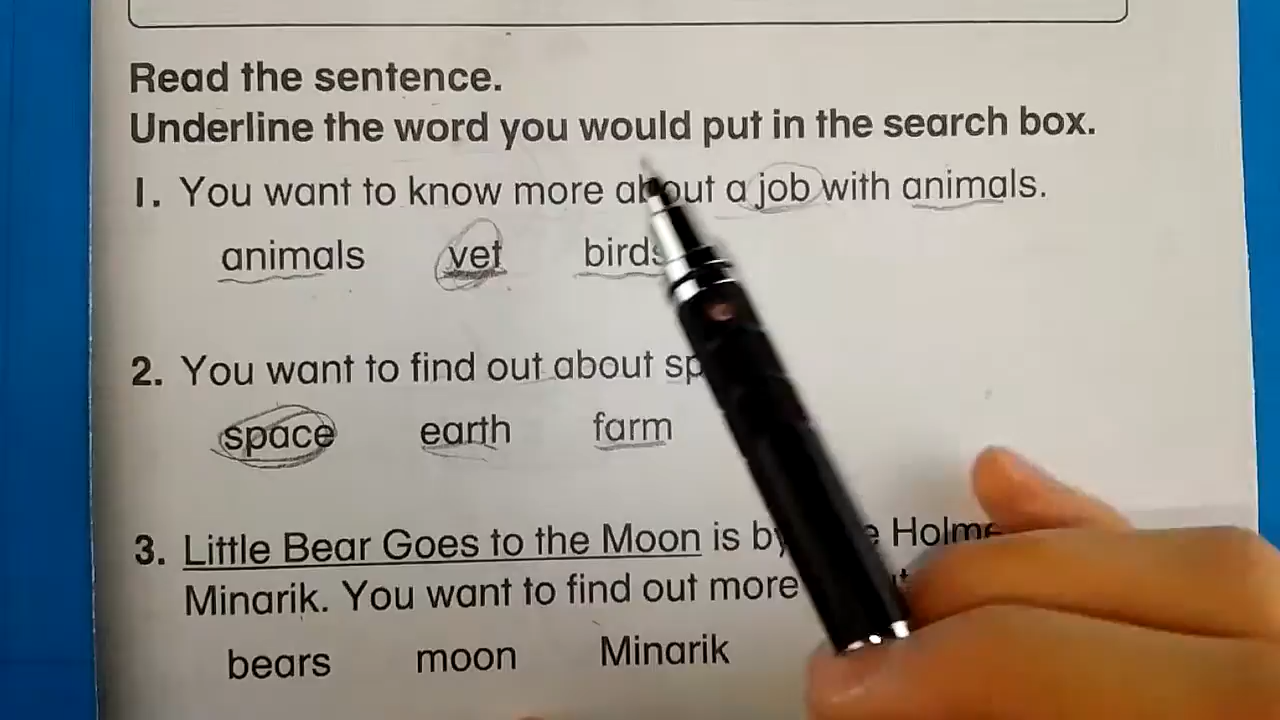 Read the sentence.
Underline the word you would put in the search box.
1. You want to know more about a job with animals.
animals vet birds
2. You want to find out about
space earth farm
3. Little Bear Goes to the Moon is by Holme
Minarik. You want to find out more
bears moon Minarik